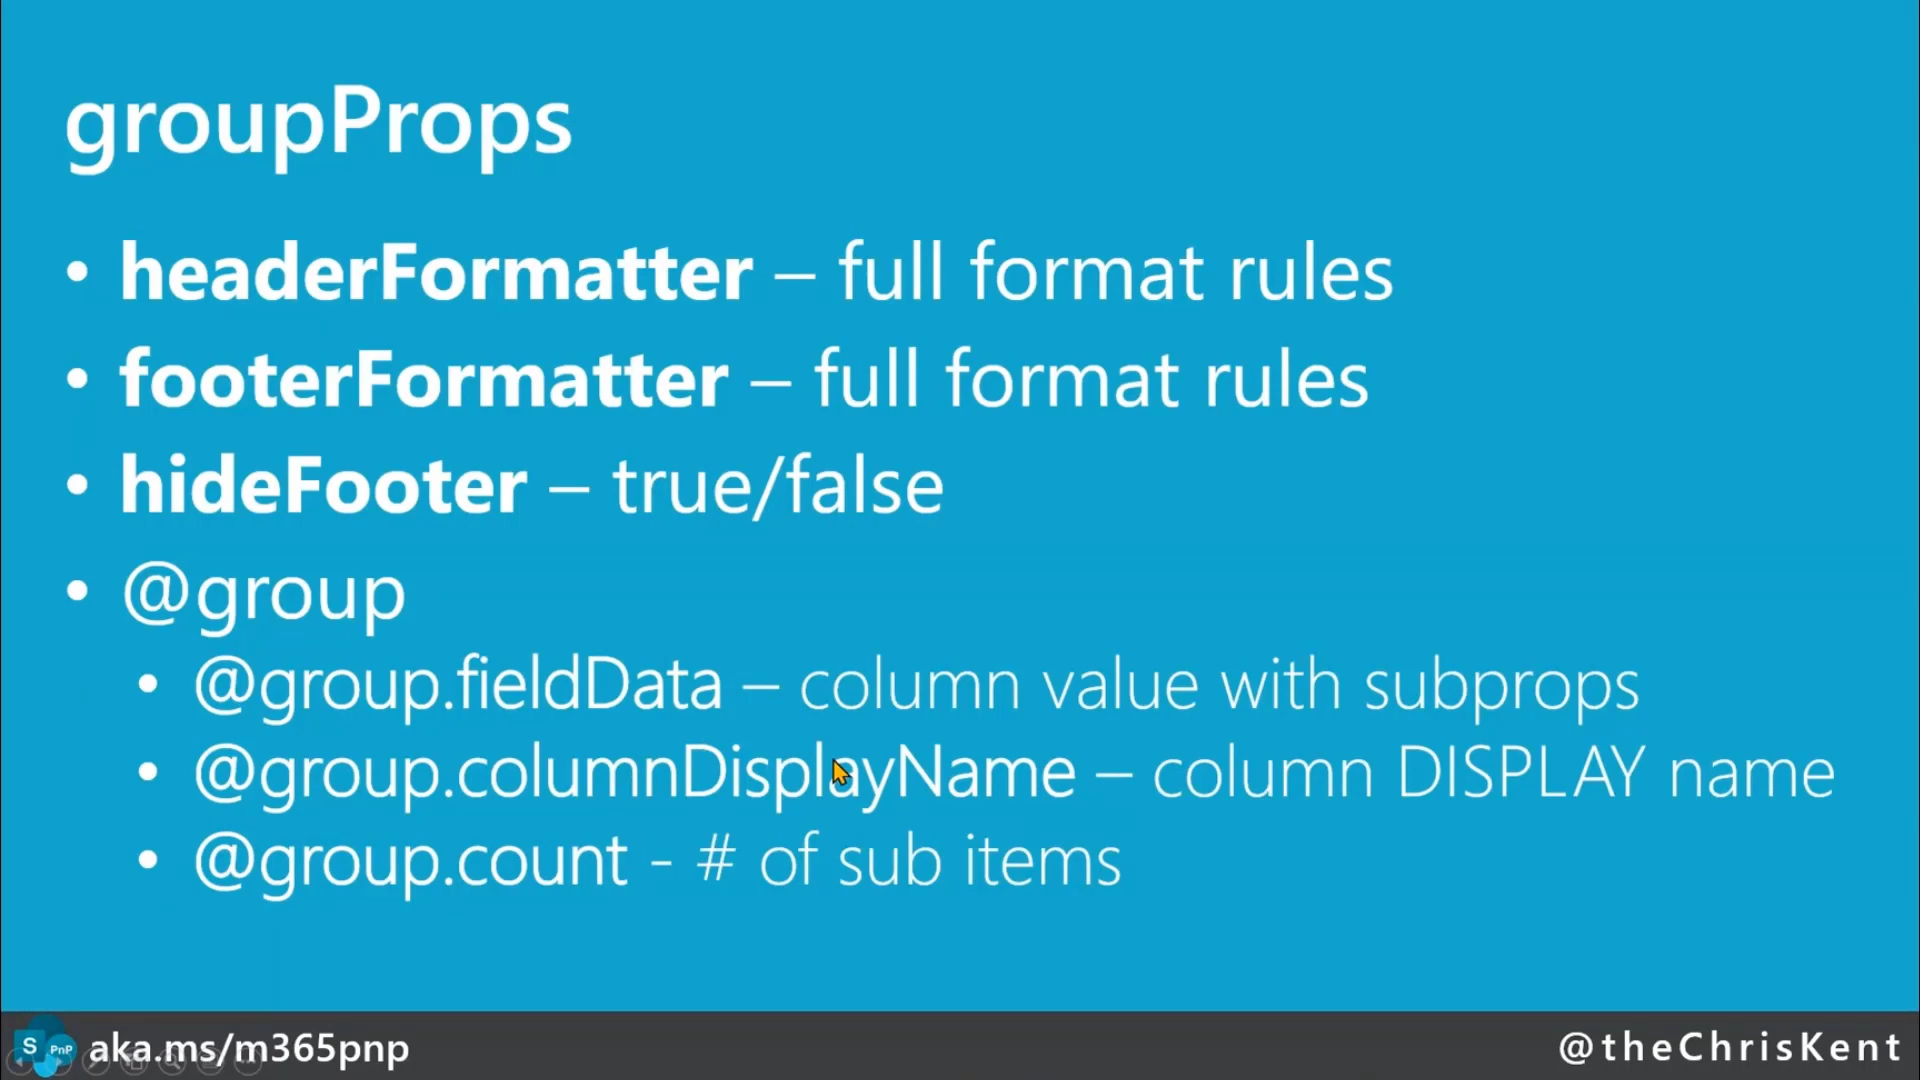 groupProps
• headerFormatter – full format rules
• footerFormatter – full format rules
• hideFooter – true/false
• @group
• @group.fieldData – column value with subprops
• @group.columnDisplayName – column DISPLAY name
• @group.count - # of sub items
S PnP aka.ms/m365pnp
@theChrisKent